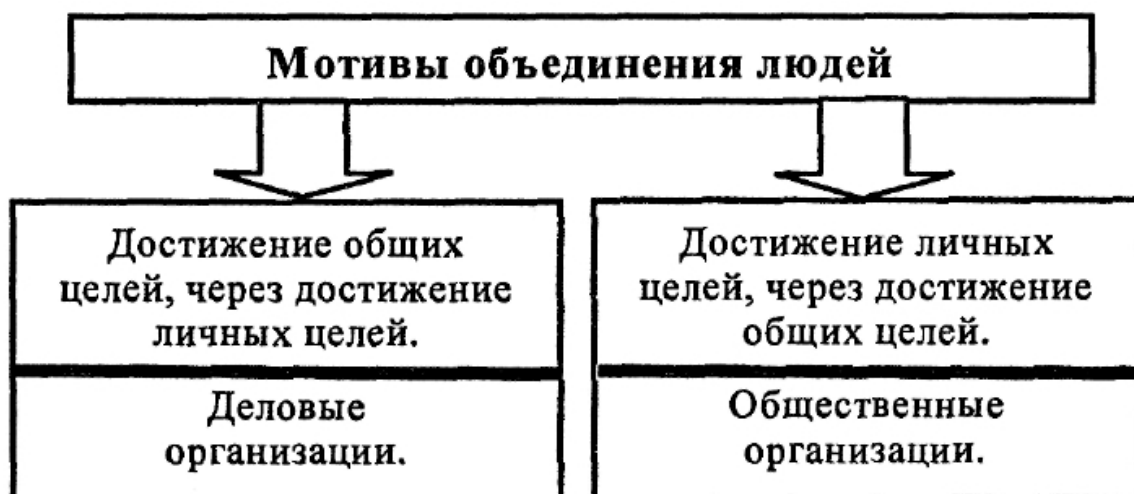 Мотивы объединения людей
Достижение общих
целей, через достижение
личных целей.
Деловые
организации.
Достижение личных
целей, через достижение
общих целей.
Общественные
организации.